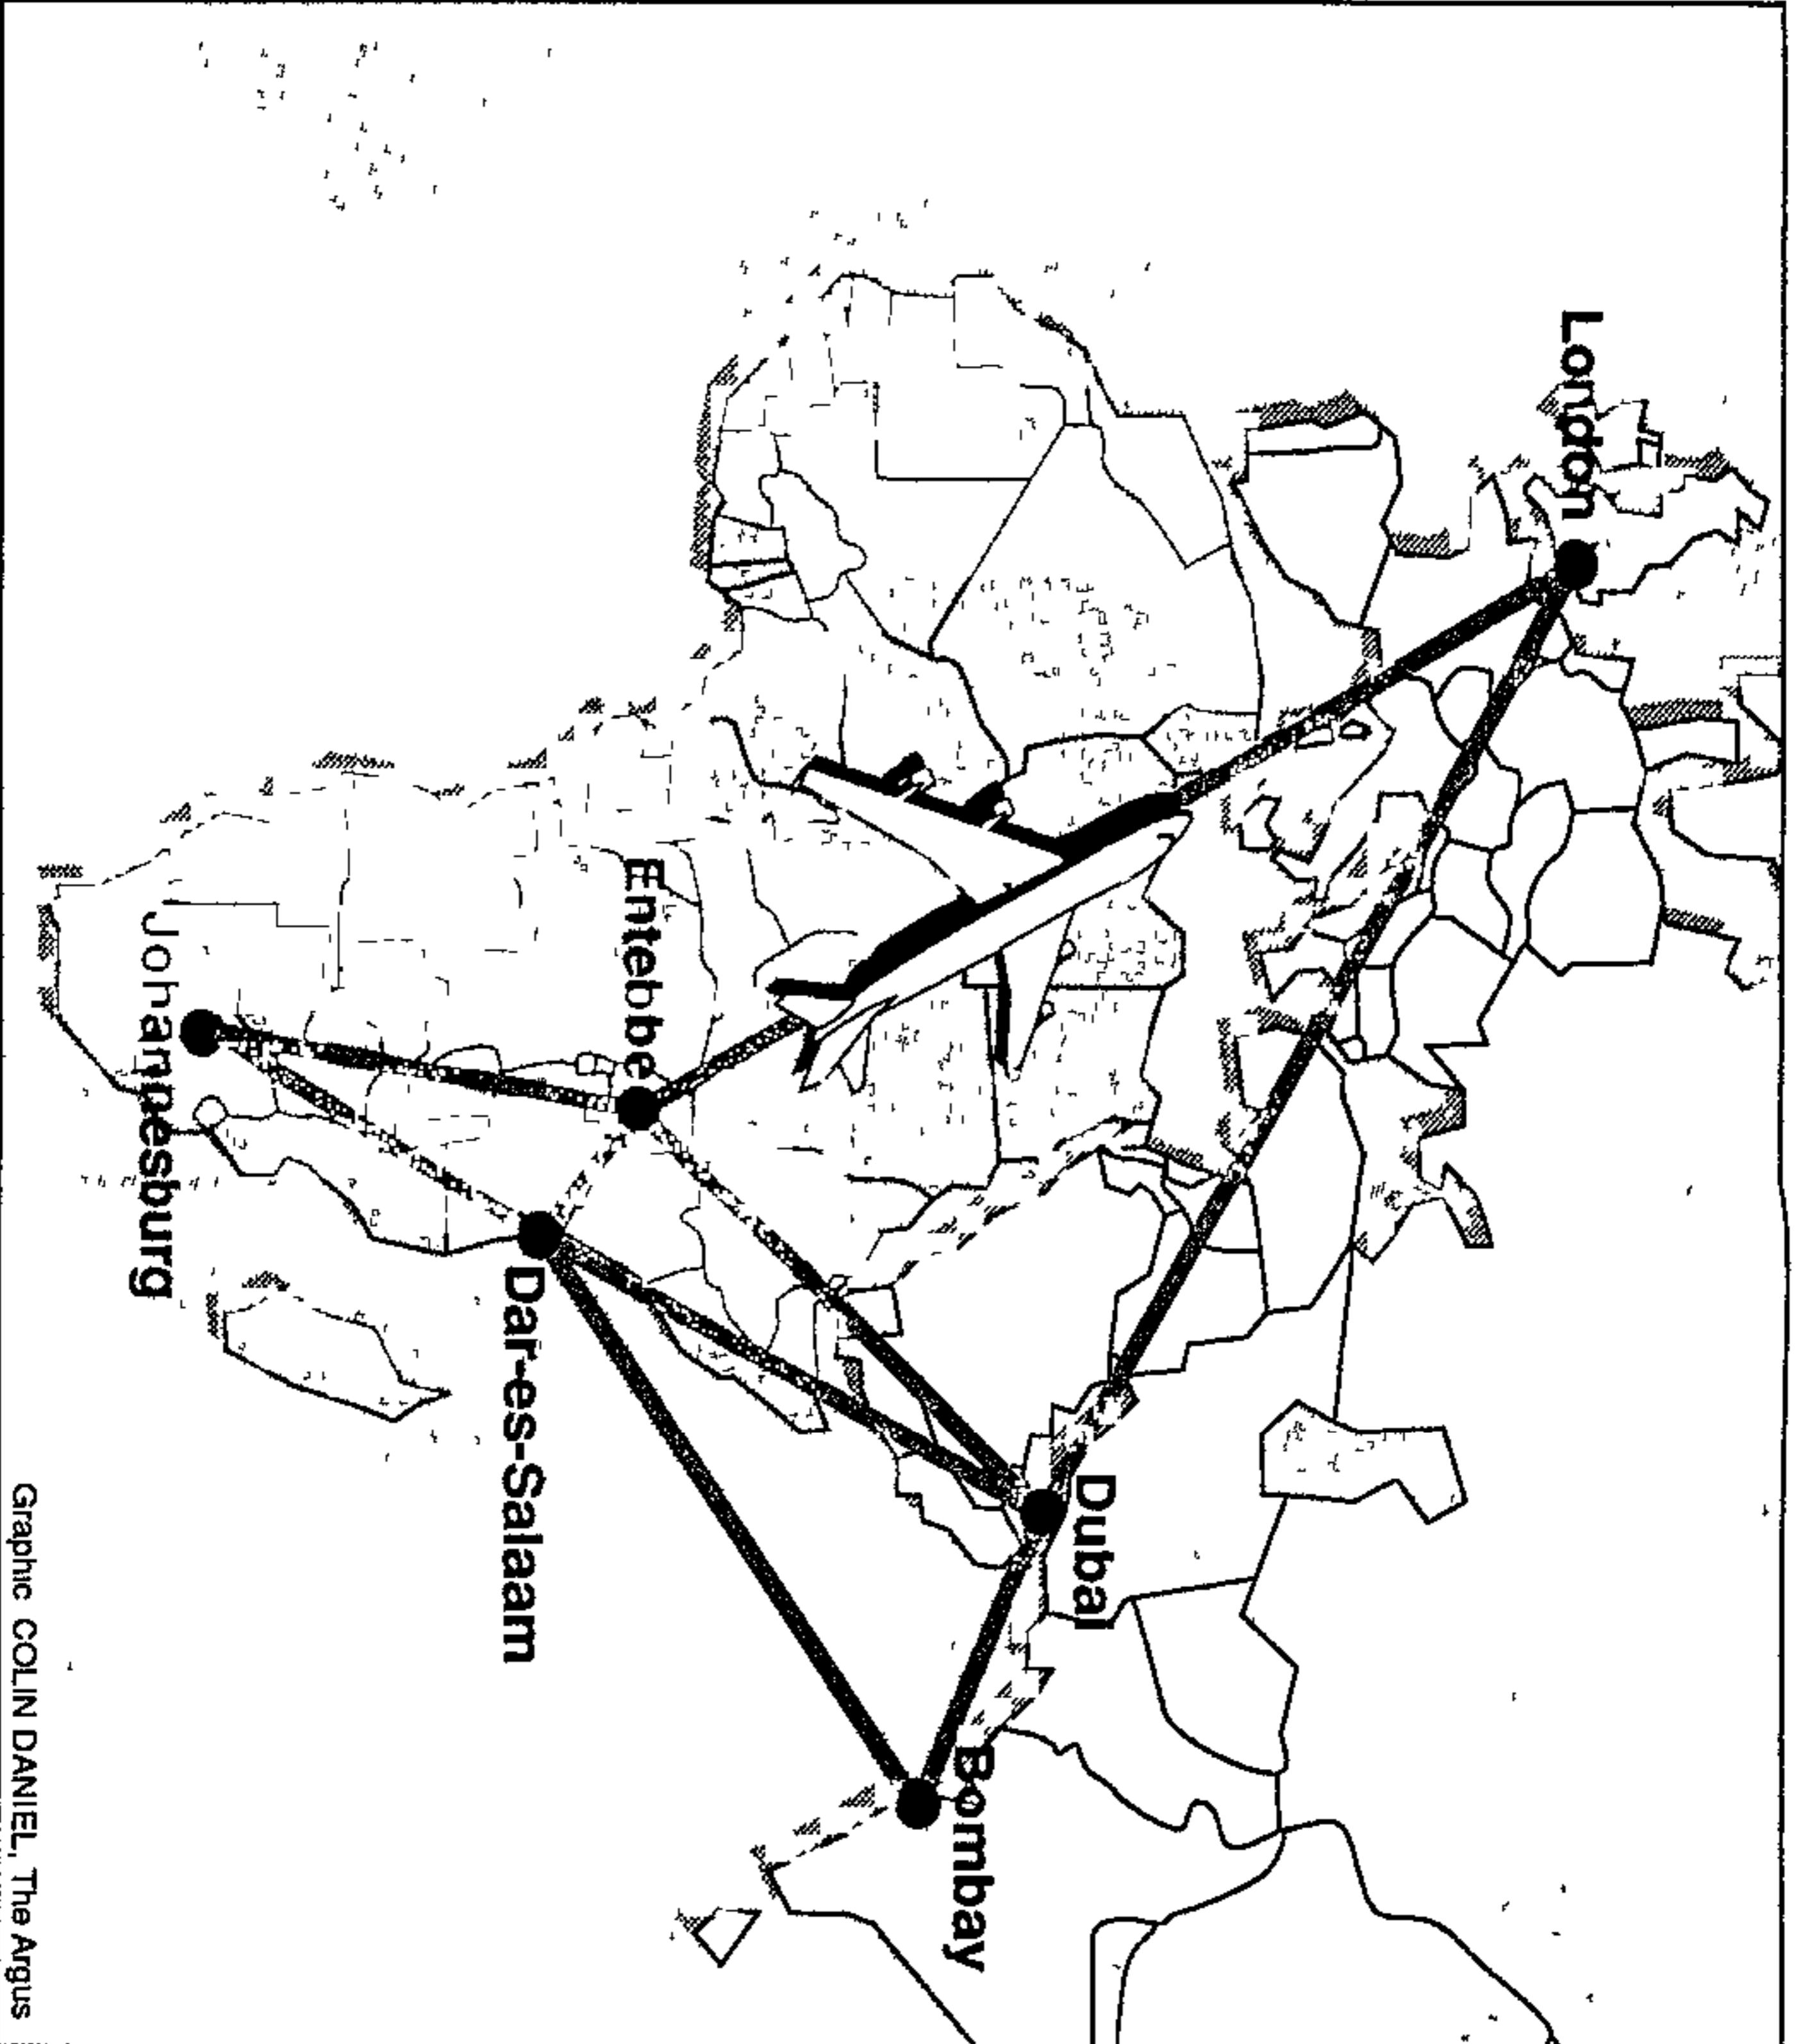 London
Entebbe
Johannesburg
Dar-es-Salaam
Dubai
Bombay
Graphic COLIN DANIEL, The Argus